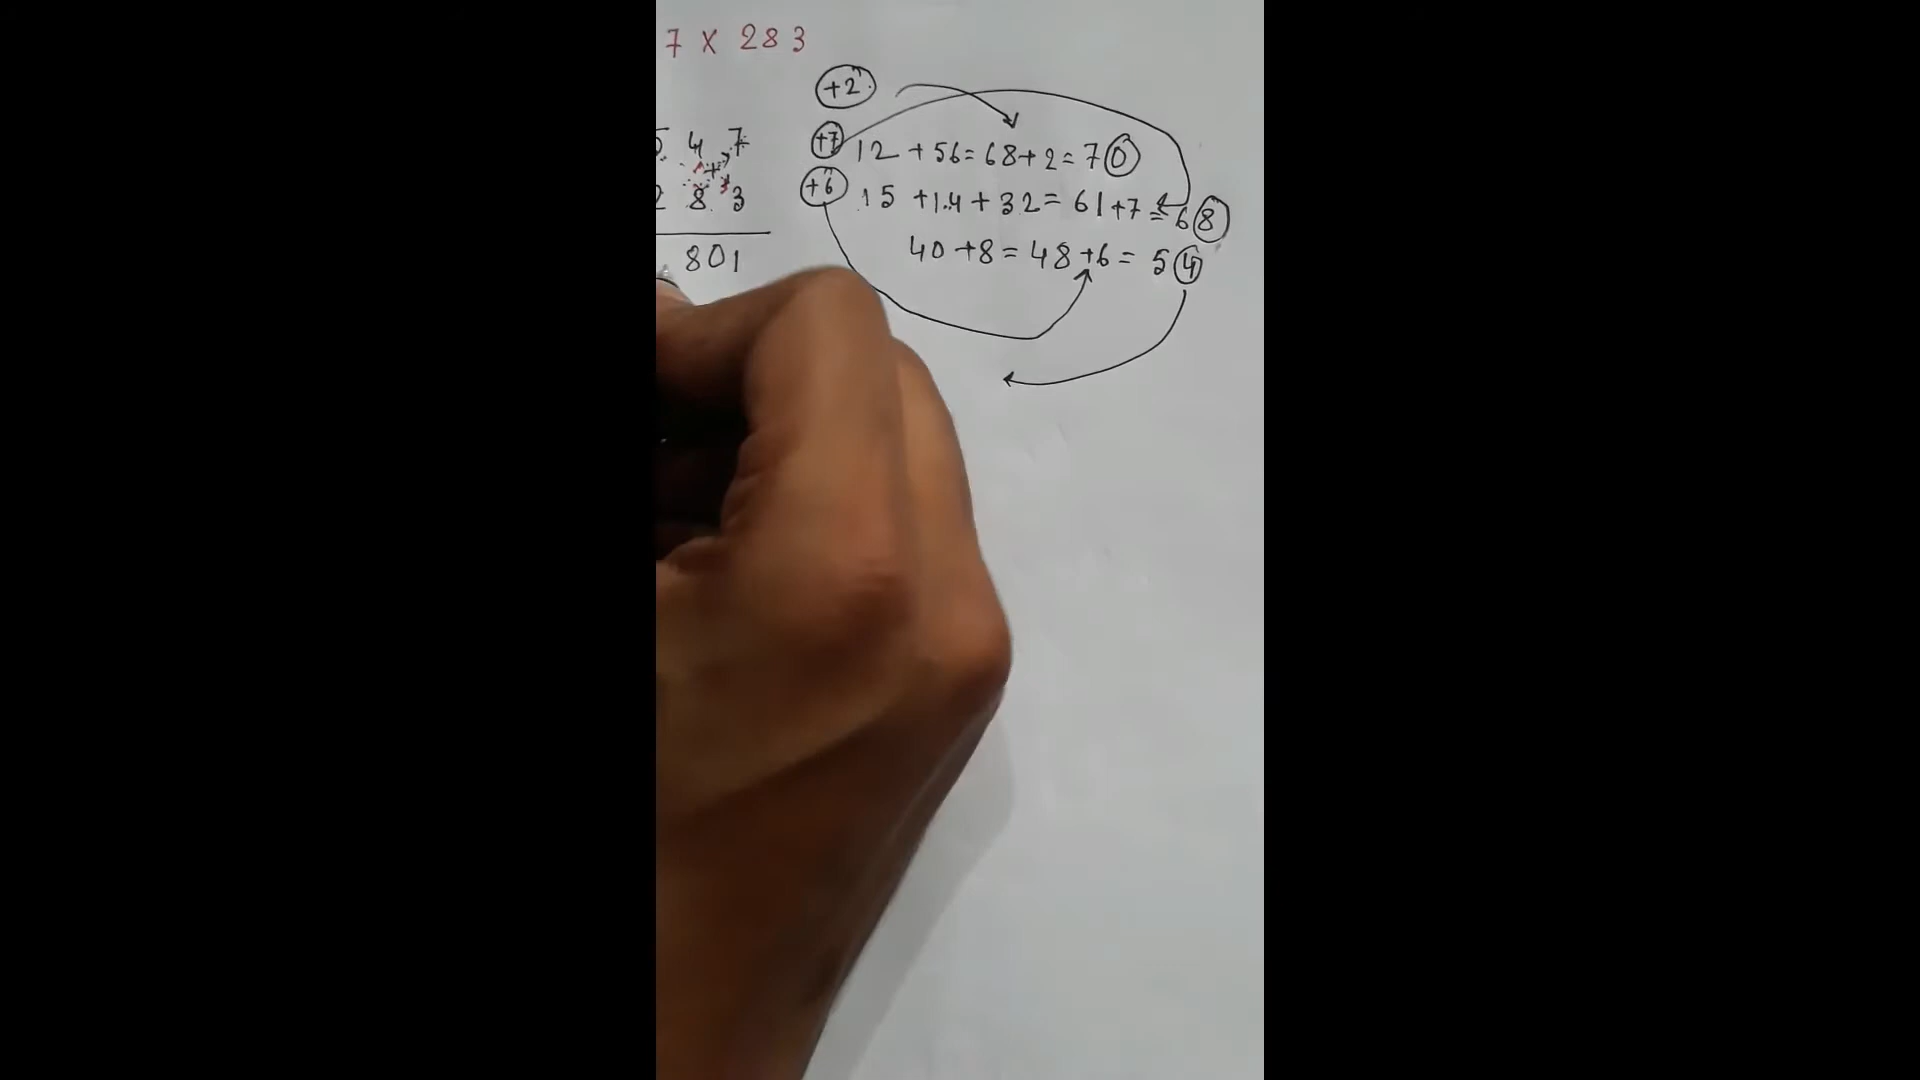 7 x 283
+2
5 4 7
+7 12 + 56 = 68 + 2 = 70
2 8 3
+6 15 + 14 + 32 = 61 + 7 = 68
801
40 + 8 = 48 + 6 = 54